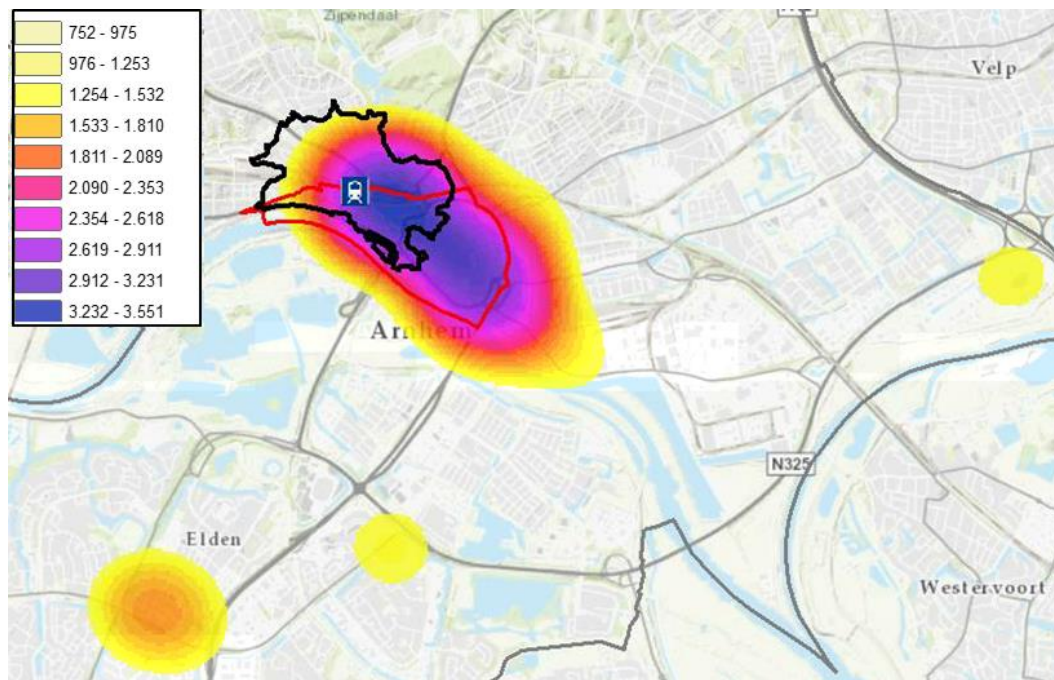 752 - 975
976 - 1.253
1.254 - 1.532
1.533 - 1.810
1.811 - 2.089
2.090 - 2.353
2.354 - 2.618
2.619 - 2.911
2.912 - 3.231
3.232 - 3.551
Zijpendaal
Velp
Arnhem
N325
Elden
Westervoort